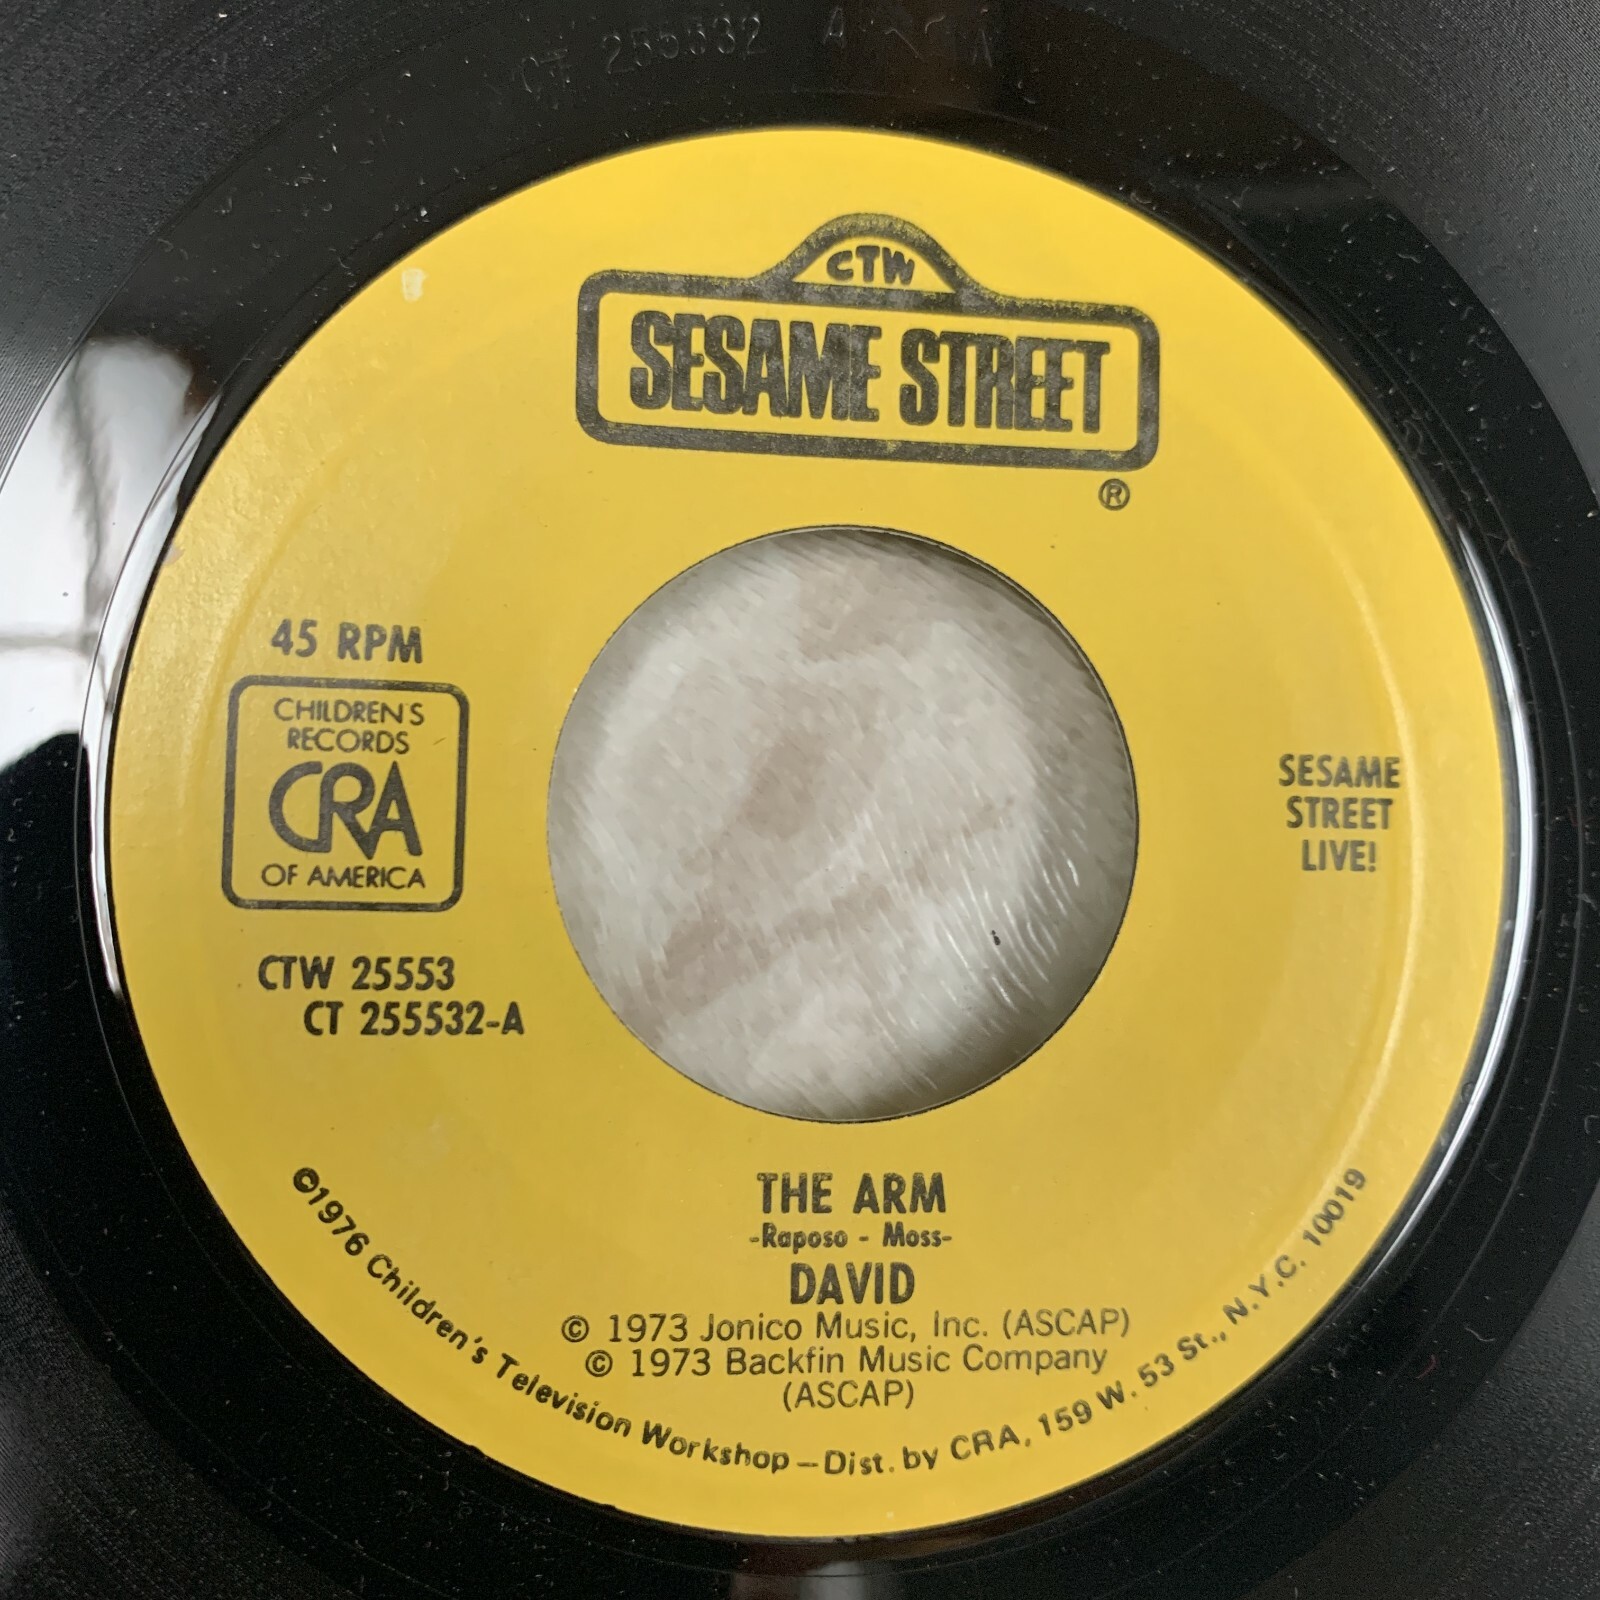 CT 255532 A
CTW
SESAME STREET
®
45 RPM
CHILDREN'S
RECORDS
CRA
OF AMERICA
CTW 25553
CT 255532-A
SESAME
STREET
LIVE!
THE ARM
-Raposo - Moss-
DAVID
© 1973 Jonico Music, Inc. (ASCAP)
© 1973 Backfin Music Company
(ASCAP)
©1976 Children's Television Workshop — Dist. by CRA, 159 W. 53 St., N.Y.C. 10019